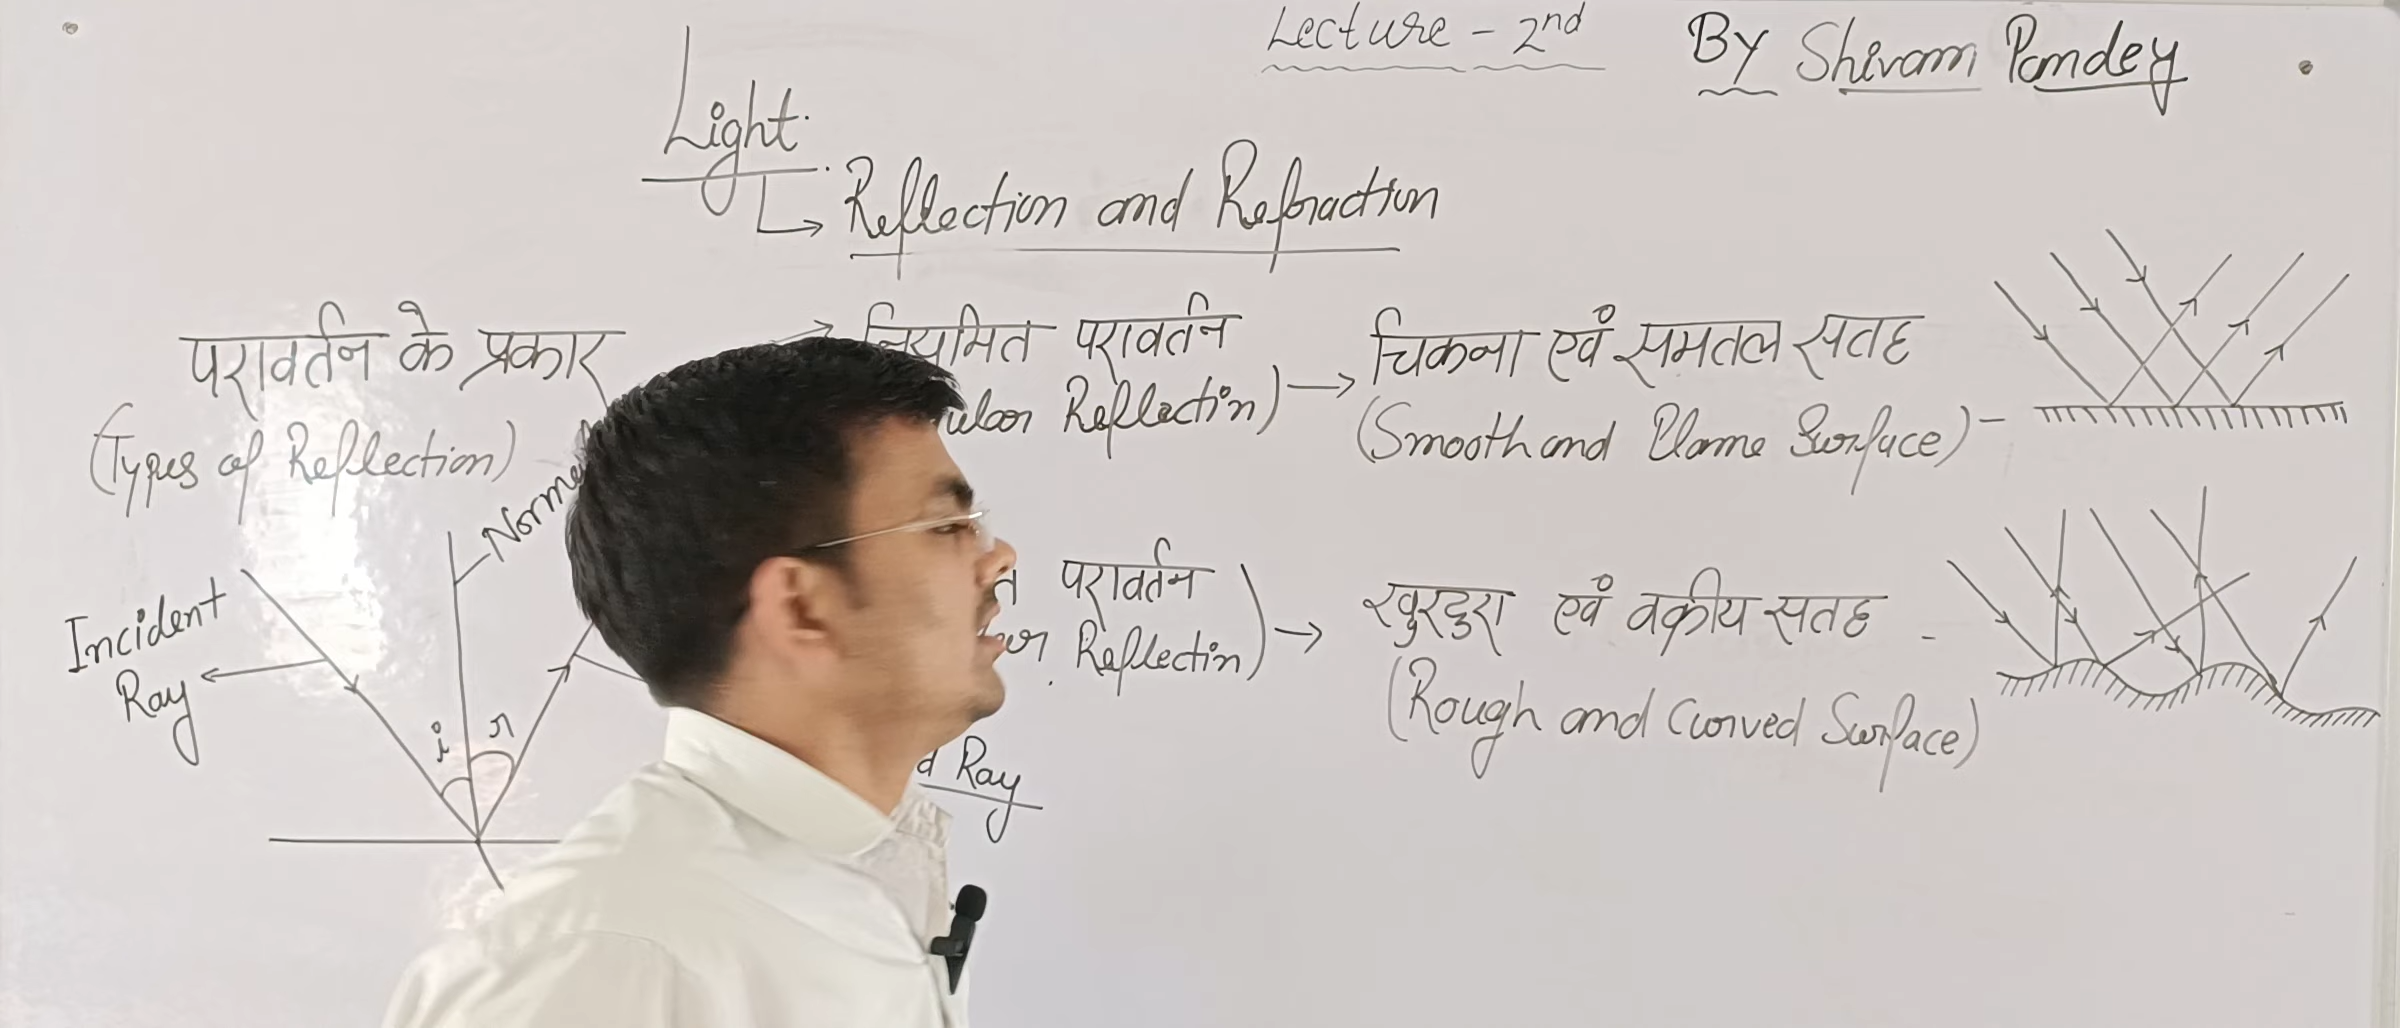 Lecture - 2nd
By Shivam Pandey
Light
Reflection and Refraction
परावर्तन के प्रकार
(Types of Reflection)
नियमित परावर्तन
Reflection)
चिकना एवं समतल सतह
(Smooth and Plane Surface) -
परावर्तन
Reflectin)
खुरदुरा एवं वक्रीय सतह -
(Rough and Curved Surface)
Incident
Ray
i
r
Ray